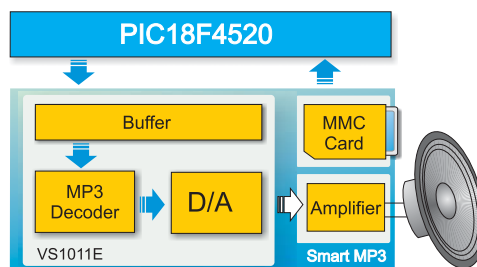 PIC18F4520
Buffer
MMC
Card
MP3
Decoder
D/A
Amplifier
VS1011E
Smart MP3